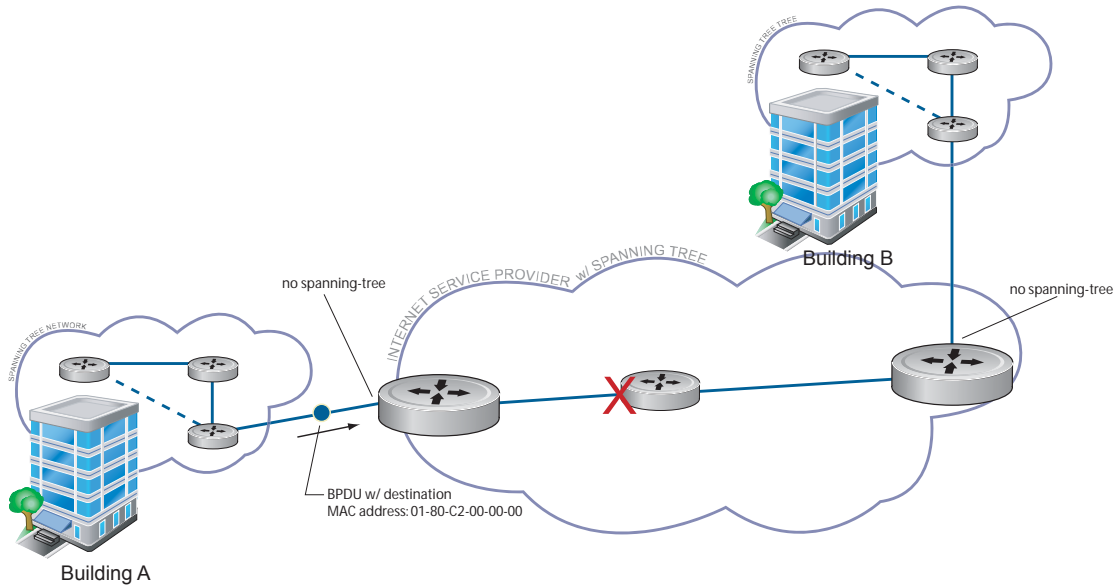 SPANNING TREE TREE
Building B
INTERNET SERVICE PROVIDER w/ SPANNING TREE
no spanning-tree
no spanning-tree
SPANNING TREE NETWORK
BPDU w/ destination
MAC address: 01-80-C2-00-00-00
Building A